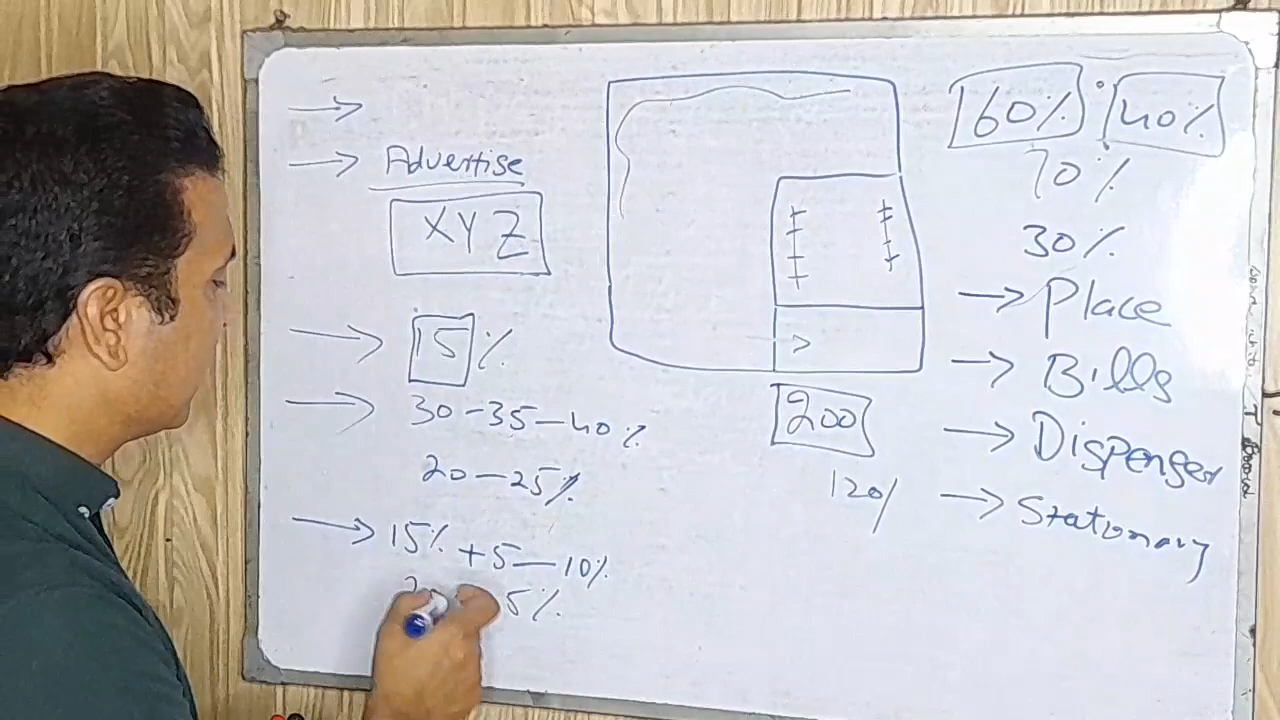 →
→ Advertise
XYZ
→ 15%
→ 30-35-40%
20-25%
→ 15% + 5-10%
5%
200
120/
60% : 40%
70%
30%
→ Place
→ Bills
→ Dispenser
→ Stationary